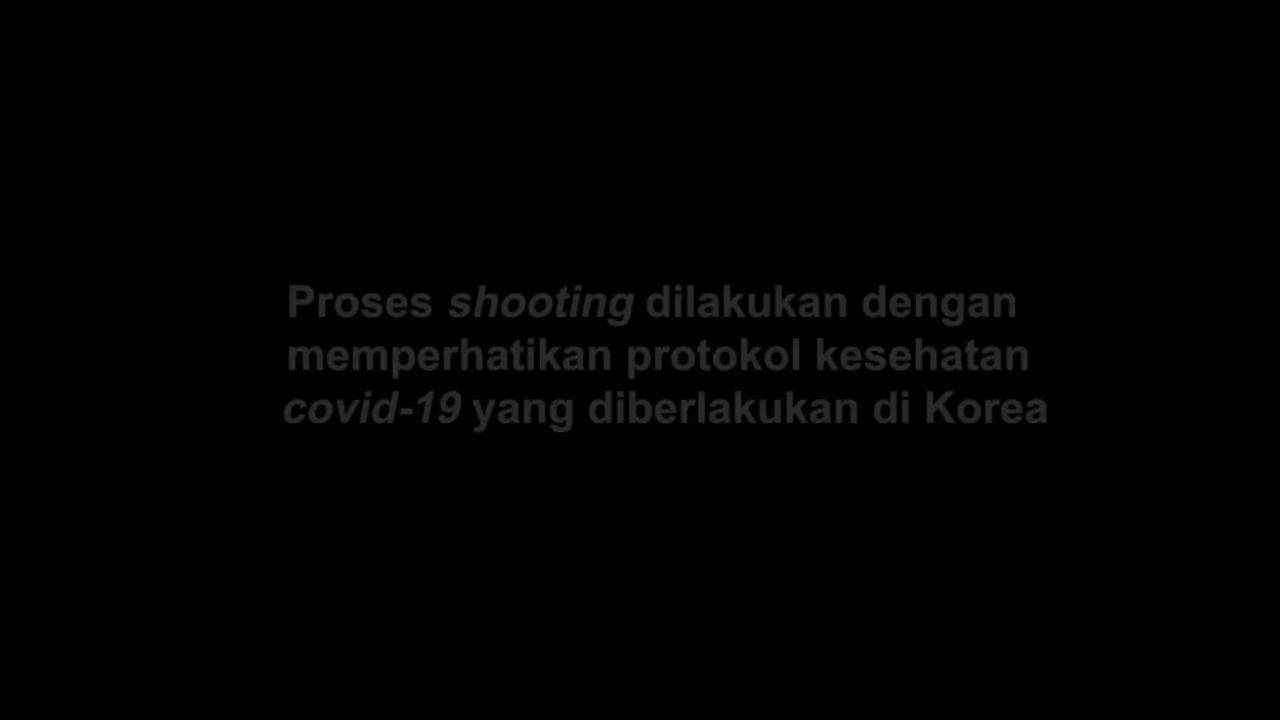 Proses shooting dilakukan dengan
memperhatikan protokol kesehatan
covid-19 yang diberlakukan di Korea